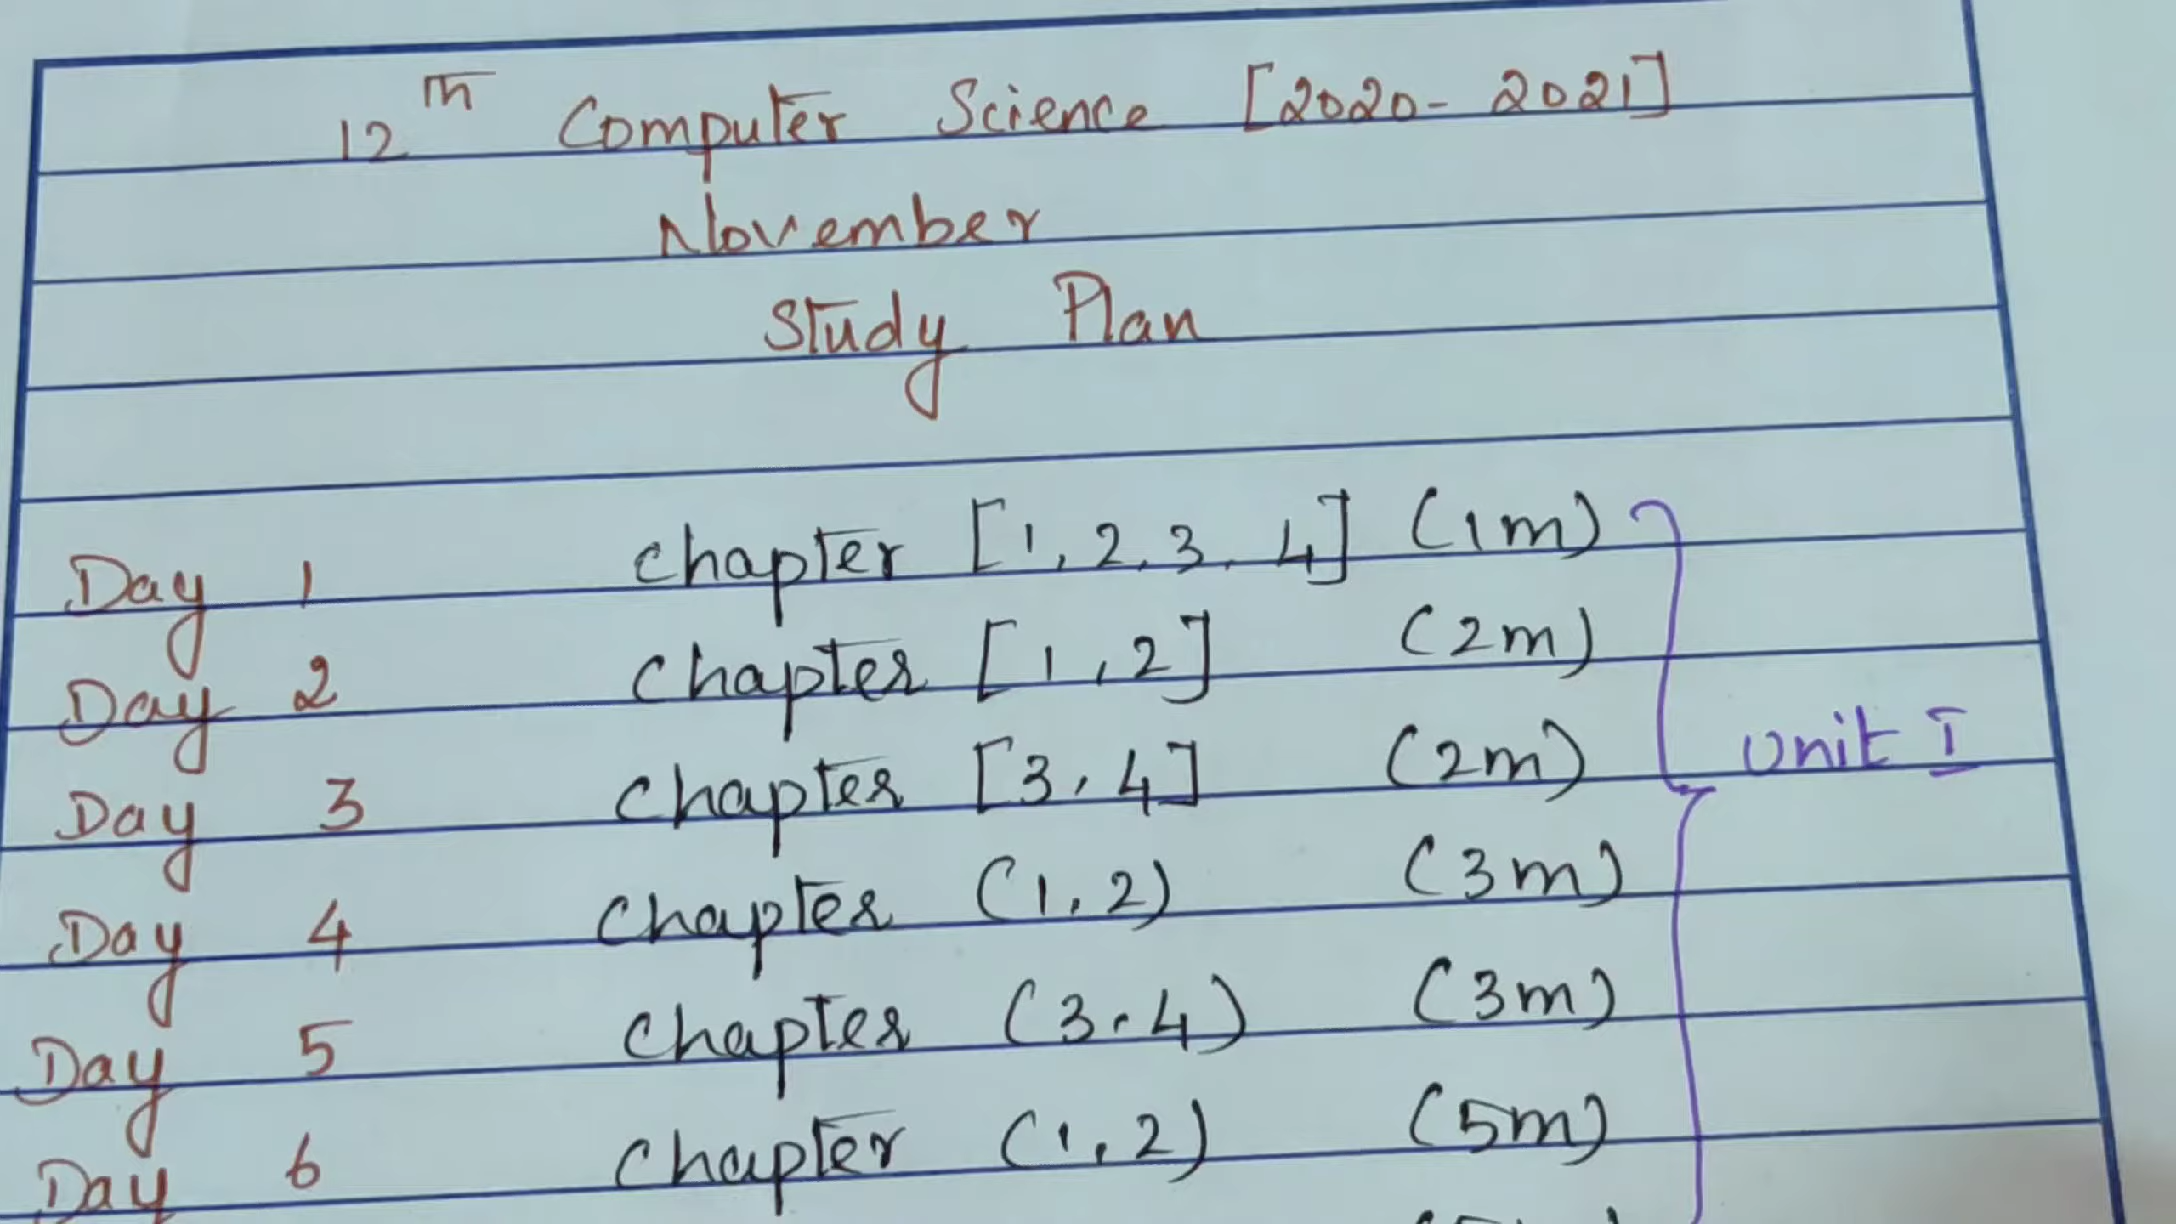 12th Computer Science [2020-2021]
November
Study Plan
Day 1 chapter [1, 2, 3, 4] (1m)
Day 2 chapter [1, 2] (2m)
Day 3 chapter [3, 4] (2m)
Unit I
Day 4 chapter (1, 2) (3m)
Day 5 chapter (3, 4) (3m)
Day 6 chapter (1, 2) (5m)